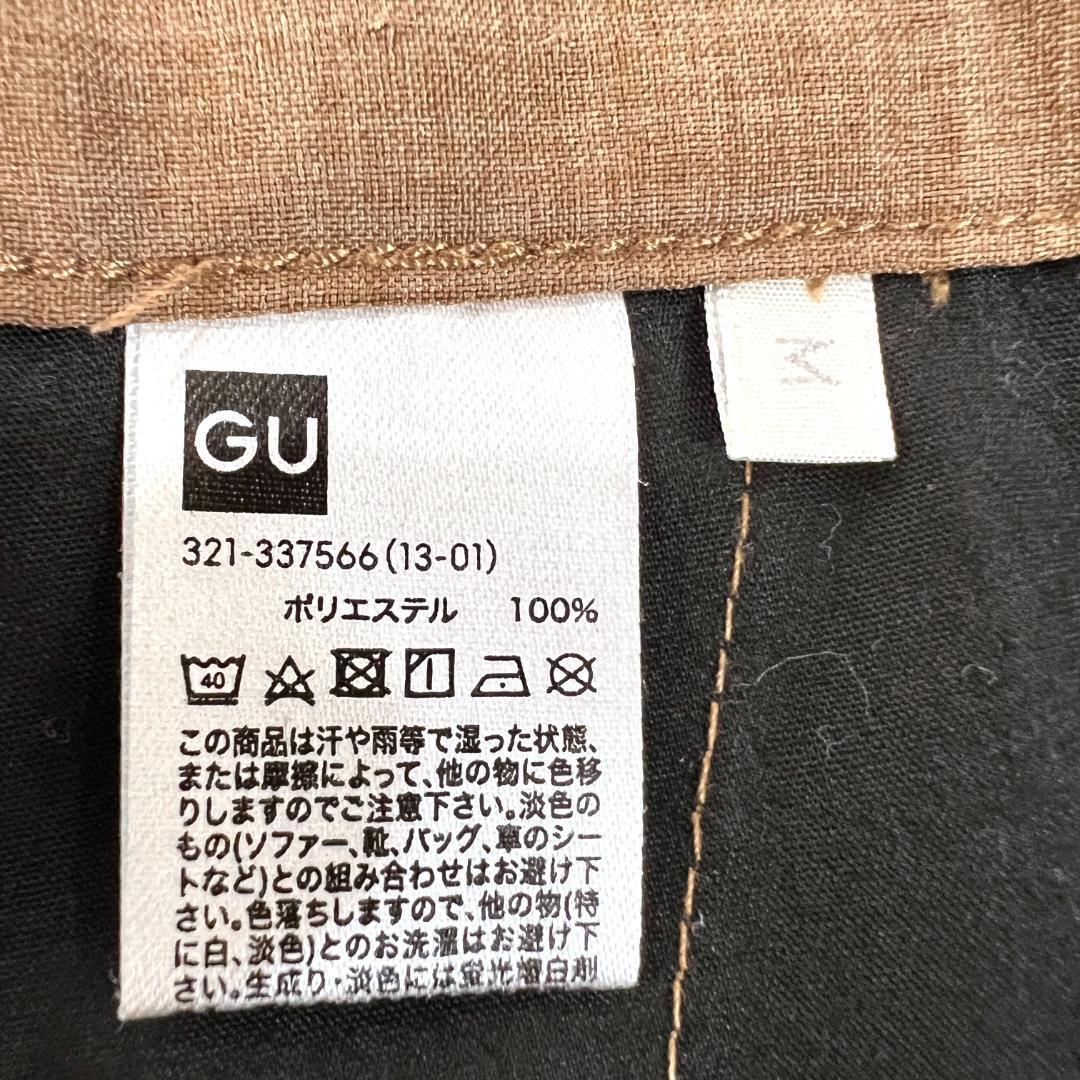 GU
M
321-337566(13-01)
ポリエステル 100%
40
この商品は汗や雨等で湿った状態、
または摩擦によって、他の物に色移
りしますのでご注意下さい。淡色の
もの(ソファー、靴、バッグ、車のシー
トなど)との組み合わせはお避け下
さい。色落ちしますので、他の物(特
に白、淡色)とのお洗濯はお避け下
さい。生成り・淡色には蛍光増白剤